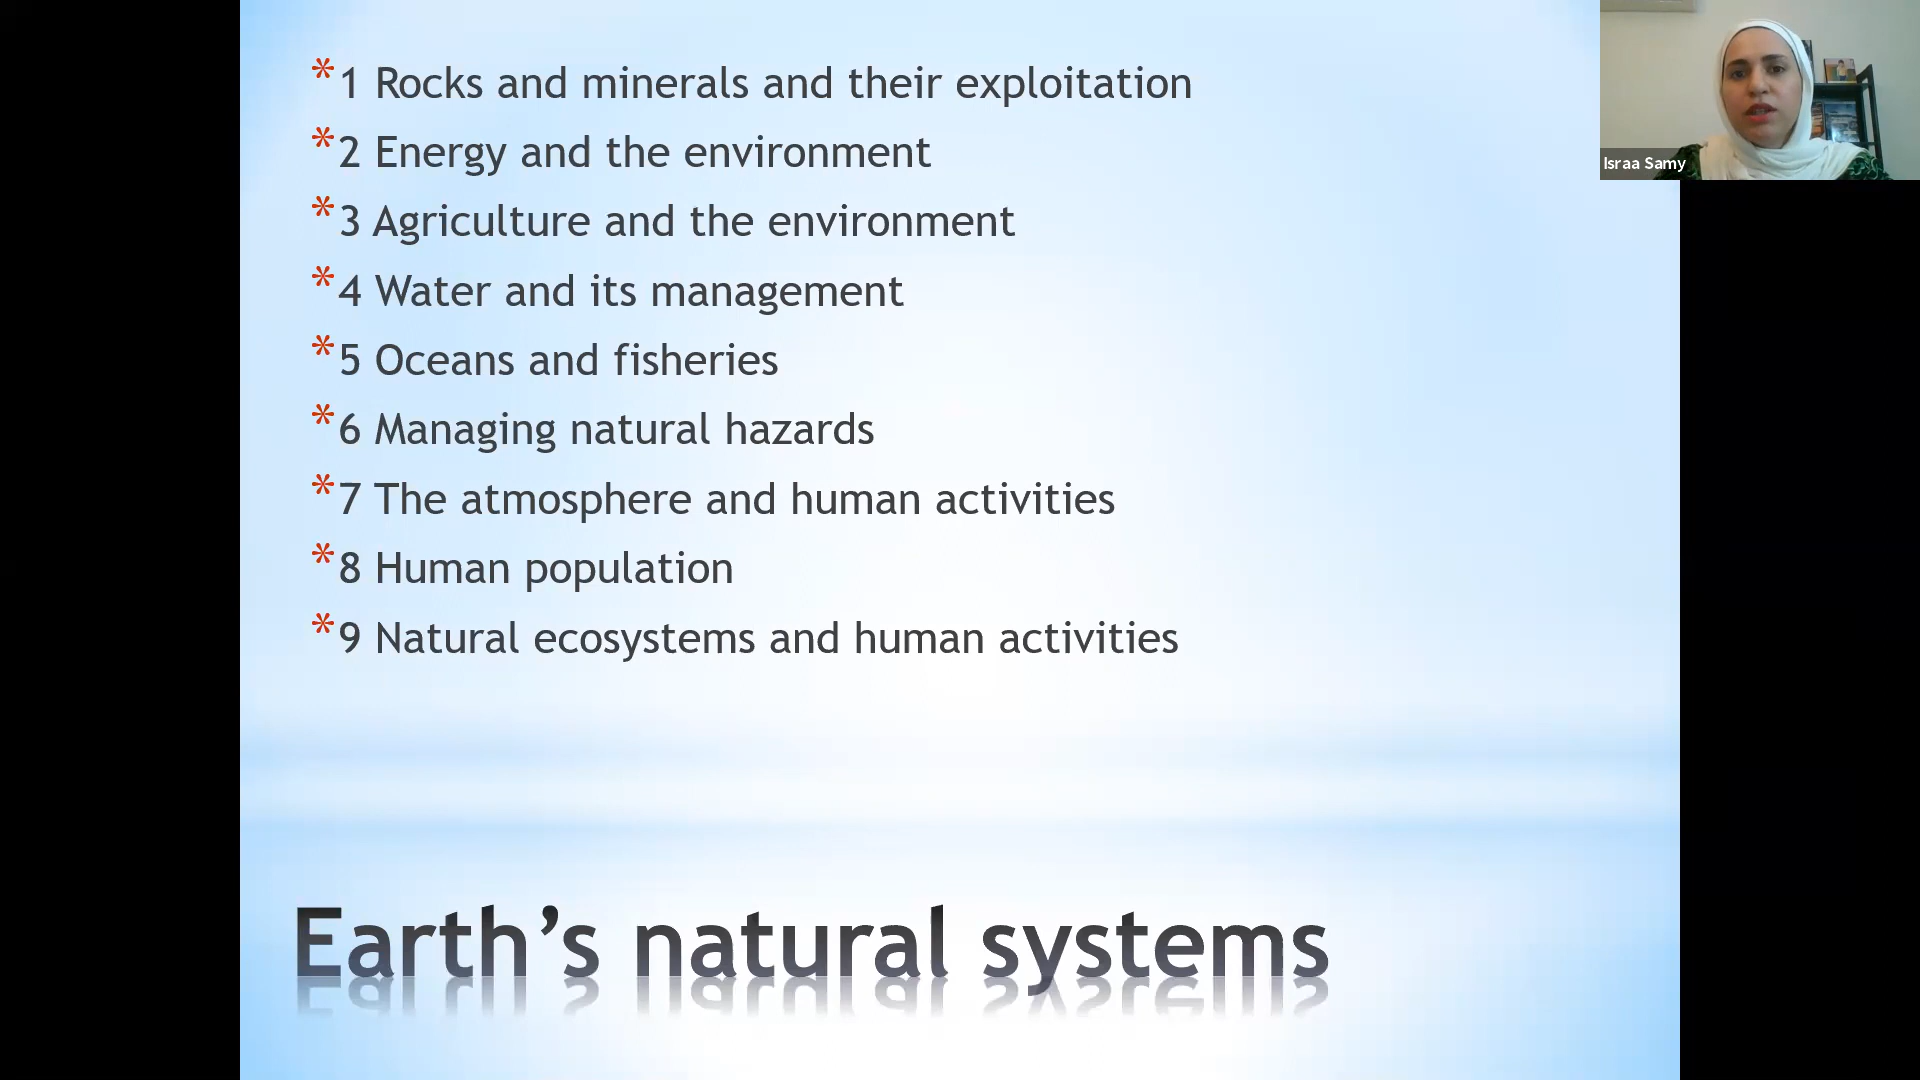 * 1 Rocks and minerals and their exploitation
* 2 Energy and the environment
* 3 Agriculture and the environment
* 4 Water and its management
* 5 Oceans and fisheries
* 6 Managing natural hazards
* 7 The atmosphere and human activities
* 8 Human population
* 9 Natural ecosystems and human activities
Earth’s natural systems
Israa Samy